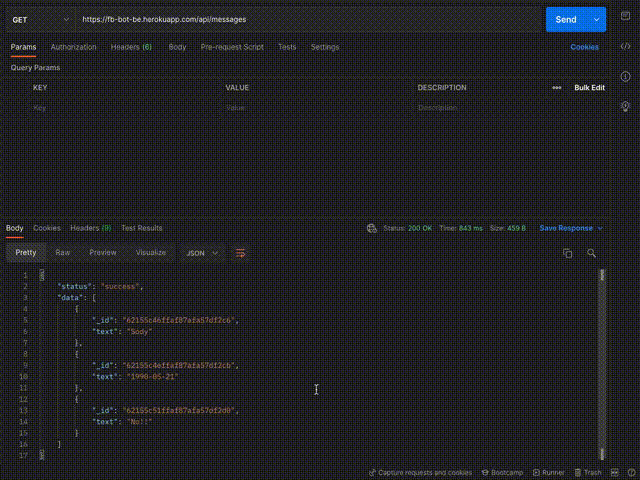 GET https://fb-bot-be.herokuapp.com/api/messages Send
Params Authorization Headers (6) Body Pre-request Script Tests Settings Cookies
Query Params
KEY VALUE DESCRIPTION ••• Bulk Edit
Key Value Description
Body Cookies Headers (9) Test Results Status: 200 OK Time: 843 ms Size: 459 B Save Response
Pretty Raw Preview Visualize JSON
1 {
2 "status": "success",
3 "data": [
4 {
5 "_id": "62155c46ffaf87afa57df2c6",
6 "text": "Sody"
7 },
8 {
9 "_id": "62155c4effaf87afa57df2cb",
10 "text": "1990-05-21"
11 },
12 {
13 "_id": "62155c51ffaf87afa57df2d0",
14 "text": "No!!"
15 }
16 ]
17 }
Capture requests and cookies Bootcamp Runner Trash